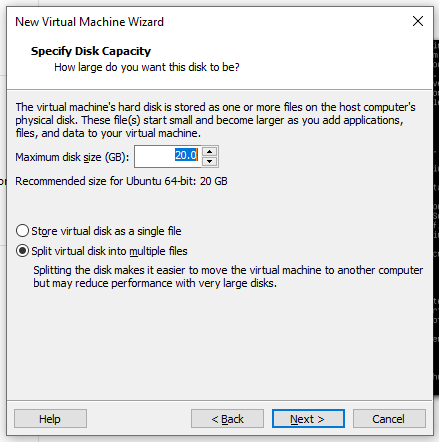 New Virtual Machine Wizard
Specify Disk Capacity
How large do you want this disk to be?
The virtual machine's hard disk is stored as one or more files on the host computer's
physical disk. These file(s) start small and become larger as you add applications,
files, and data to your virtual machine.
Maximum disk size (GB): 20.0
Recommended size for Ubuntu 64-bit: 20 GB
Store virtual disk as a single file
Split virtual disk into multiple files
Splitting the disk makes it easier to move the virtual machine to another computer
but may reduce performance with very large disks.
Help < Back Next > Cancel